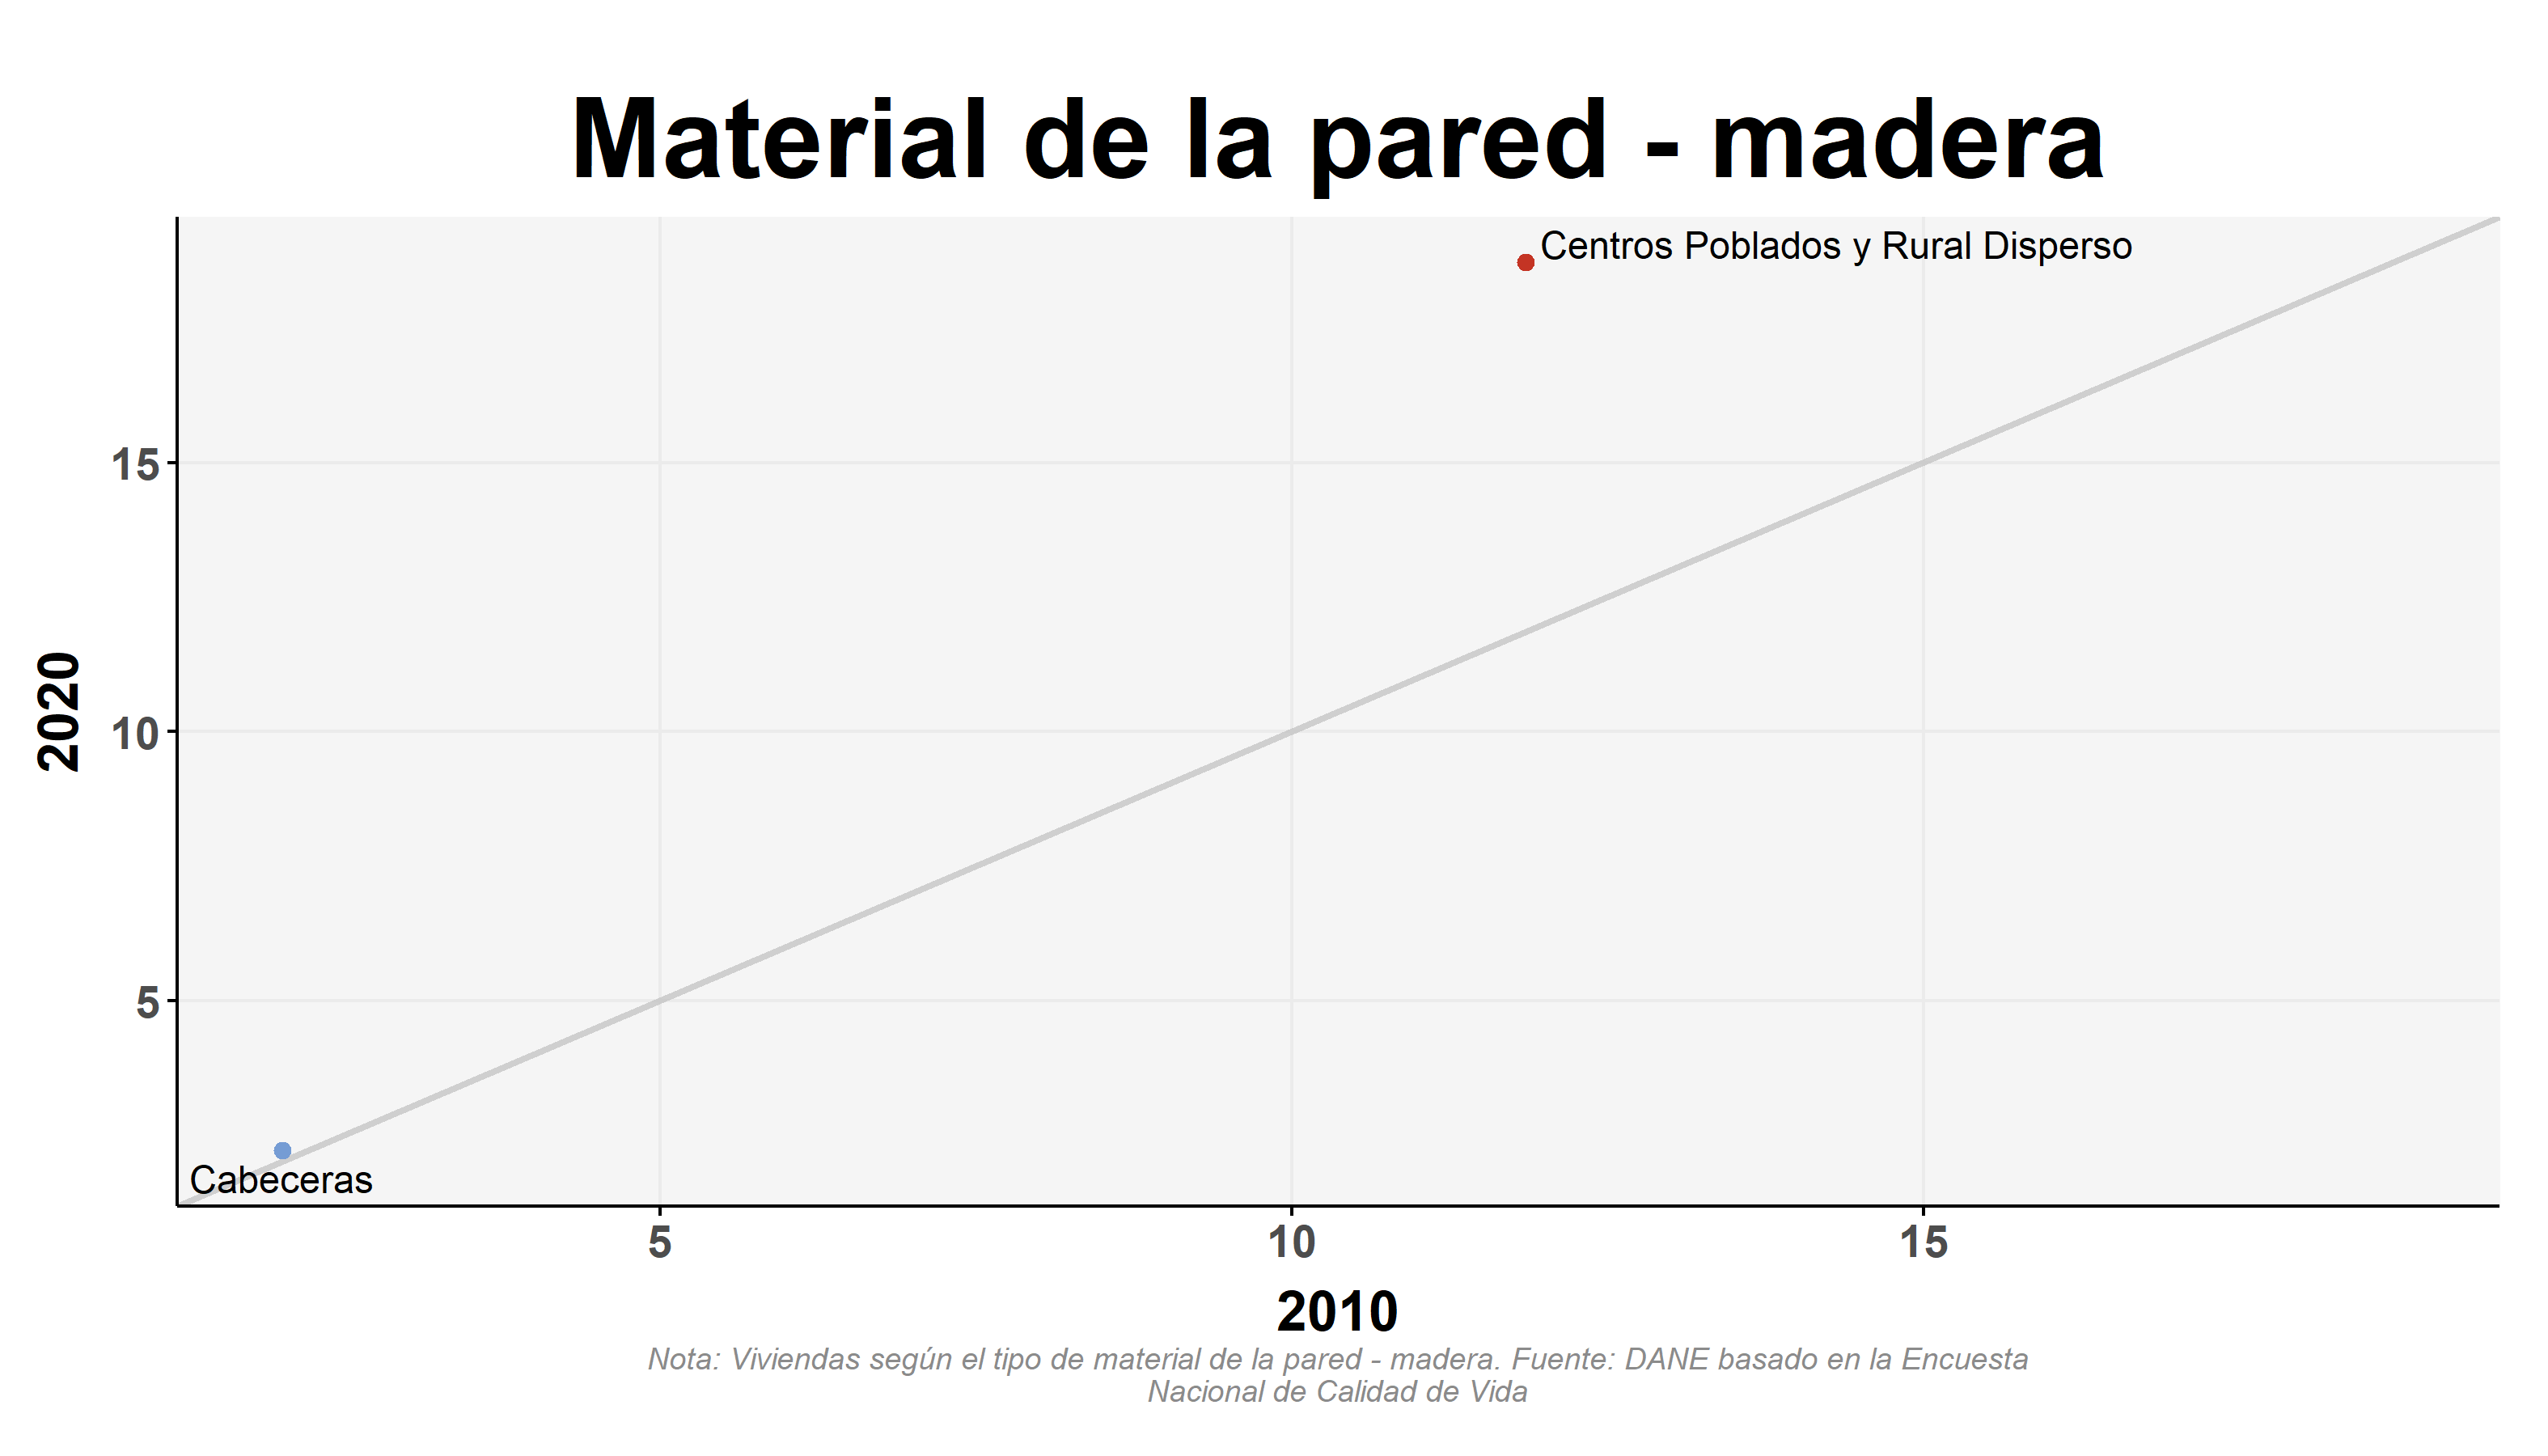 Material de la pared - madera
Centros Poblados y Rural Disperso
15
10
5
2020
Cabeceras
5
10
15
2010
Nota: Viviendas según el tipo de material de la pared - madera. Fuente: DANE basado en la Encuesta
Nacional de Calidad de Vida